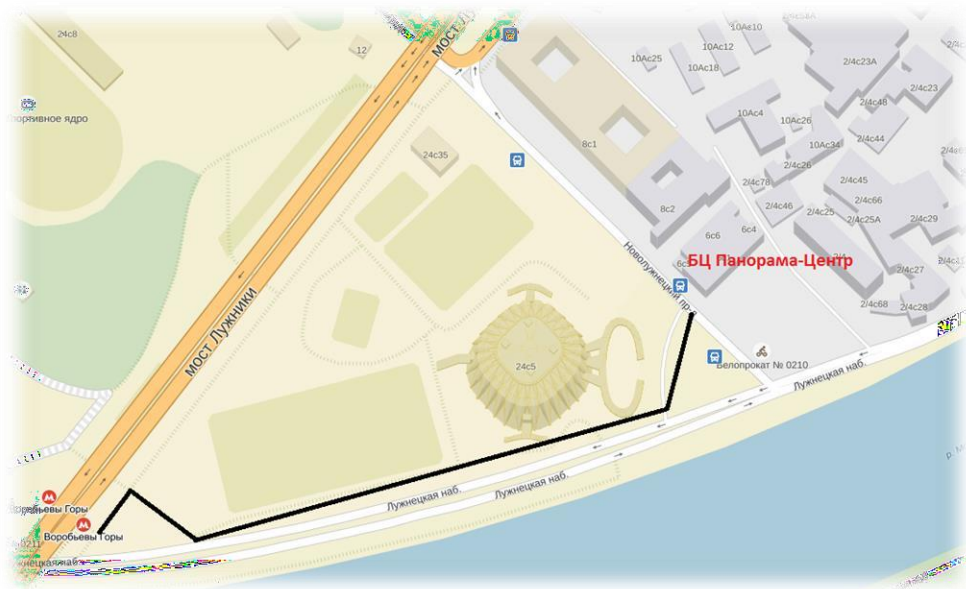 24с8
12
МОСТ ЛУ
10Ас10
10Ас12
10Ас25
10Ас18
2/4с23А
2/4с23
2/4с48
портивное ядро
10Ас4
10Ас26
2/4с44
8с1
10Ас34
24с35
2/4с26
2/4с78
2/4с45
2/4с46
2/4с66
8с2
2/4с25
2/4с25А
2/4с29
6с4
6с6
Новолужнецкий пр-д
БЦ Панорама-Центр
2/4с27
2/4с68
2/4с28
МОСТ ЛУЖНИКИ
24с5
Велопрокат № 0210
Лужнецкая наб.
р. М
Лужнецкая наб.
Лужнецкая наб.
Воробьевы Горы